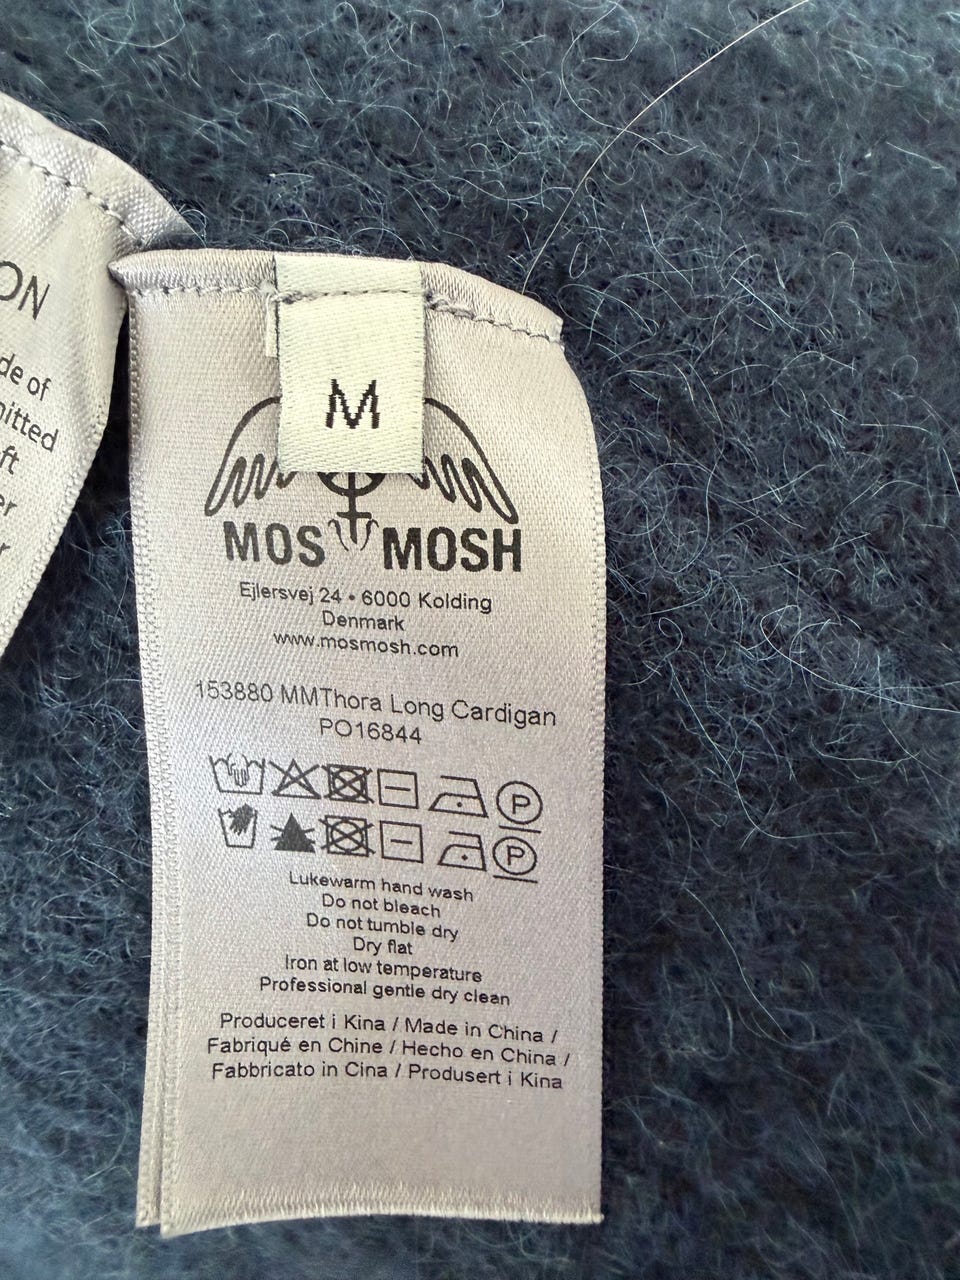 ON
de of
nitted
ft
er
r
M
MOS MOSH
Ejlersvej 24 • 6000 Kolding
Denmark
www.mosmosh.com
153880 MMThora Long Cardigan
PO16844
P
P
Lukewarm hand wash
Do not bleach
Do not tumble dry
Dry flat
Iron at low temperature
Professional gentle dry clean
Produceret i Kina / Made in China /
Fabriqué en Chine / Hecho en China /
Fabbricato in Cina / Produsert i Kina